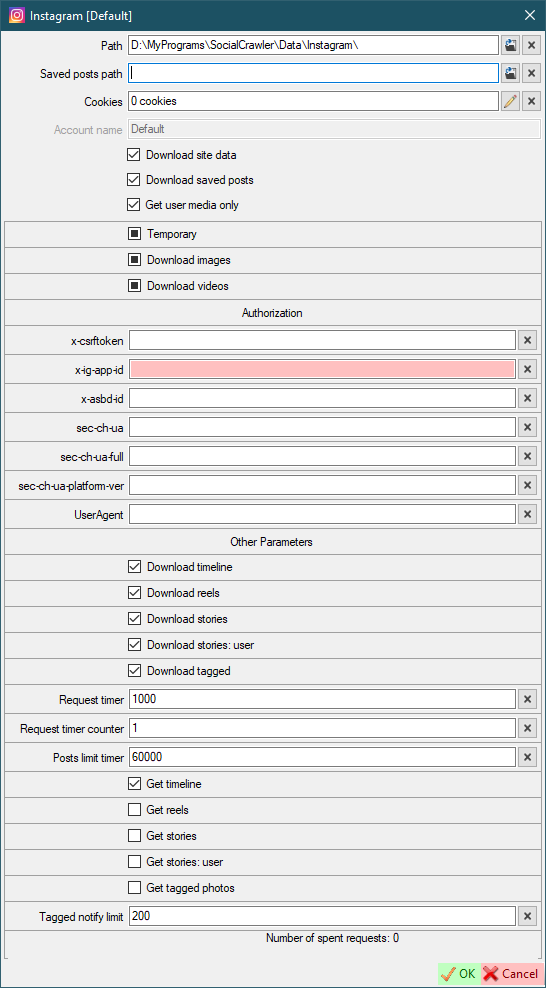 Instagram [Default]
Path D:\MyPrograms\SocialCrawler\Data\Instagram\
Saved posts path
Cookies 0 cookies
Account name Default
Download site data
Download saved posts
Get user media only
Temporary
Download images
Download videos
Authorization
x-csrftoken
x-ig-app-id
x-asbd-id
sec-ch-ua
sec-ch-ua-full
sec-ch-ua-platform-ver
UserAgent
Other Parameters
Download timeline
Download reels
Download stories
Download stories: user
Download tagged
Request timer 1000
Request timer counter 1
Posts limit timer 60000
Get timeline
Get reels
Get stories
Get stories: user
Get tagged photos
Tagged notify limit 200
Number of spent requests: 0
OK Cancel